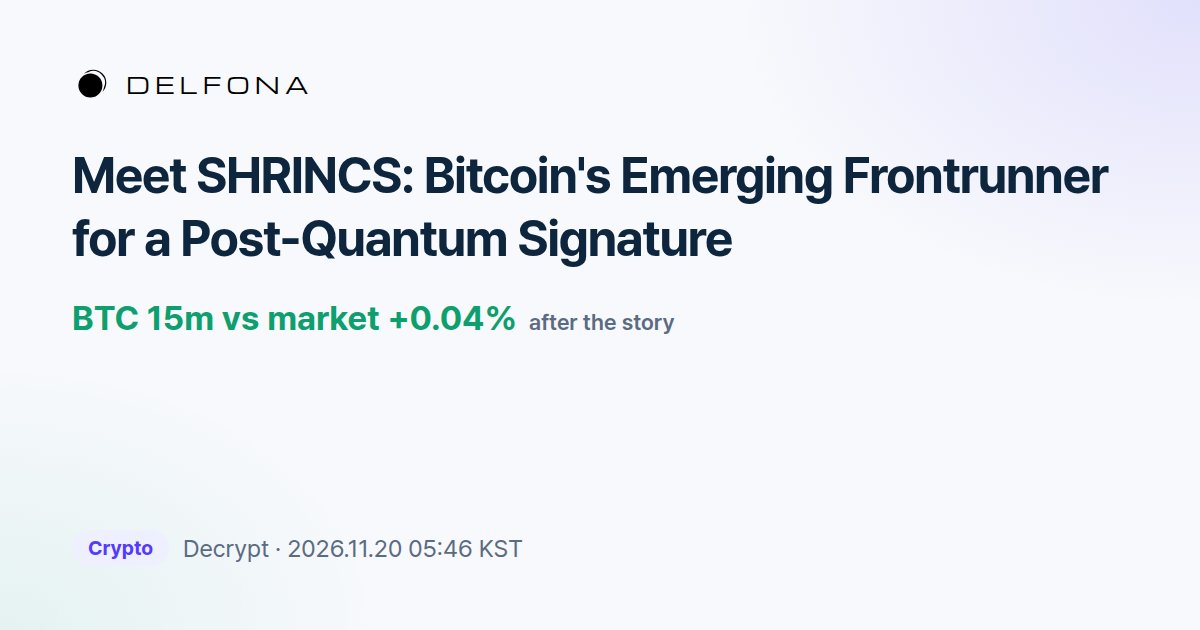 DELFONA
Meet SHRINCS: Bitcoin's Emerging Frontrunner
for a Post-Quantum Signature
BTC 15m vs market +0.04% after the story
Crypto Decrypt · 2026.11.20 05:46 KST